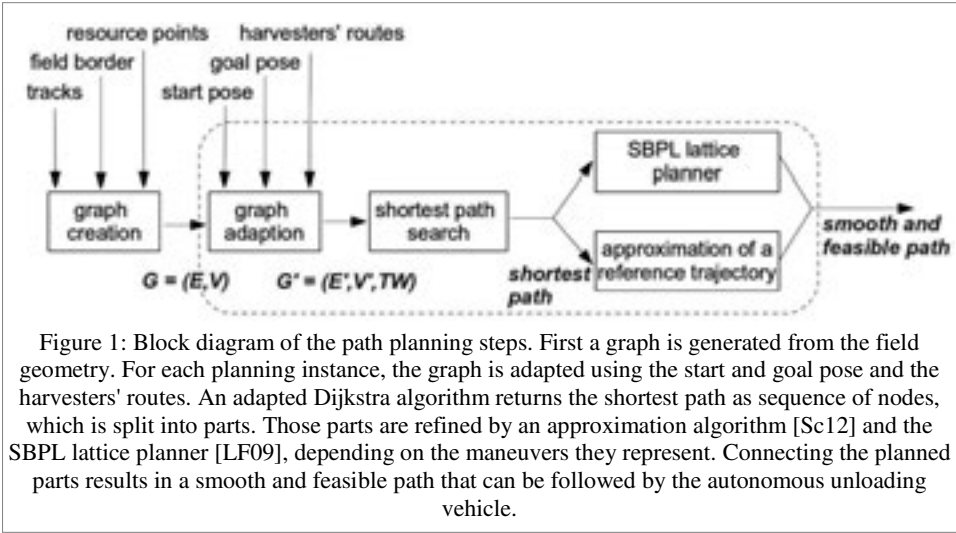 resource points harvesters' routes
field border goal pose
tracks start pose
SBPL lattice
planner
graph
creation
graph
adaption
shortest path
search
approximation of a
reference trajectory
smooth and
feasible path
shortest
path
G = (E,V) G' = (E',V',TW)
Figure 1: Block diagram of the path planning steps. First a graph is generated from the field
geometry. For each planning instance, the graph is adapted using the start and goal pose and the
harvesters' routes. An adapted Dijkstra algorithm returns the shortest path as sequence of nodes,
which is split into parts. Those parts are refined by an approximation algorithm [Sc12] and the
SBPL lattice planner [LF09], depending on the maneuvers they represent. Connecting the planned
parts results in a smooth and feasible path that can be followed by the autonomous unloading
vehicle.